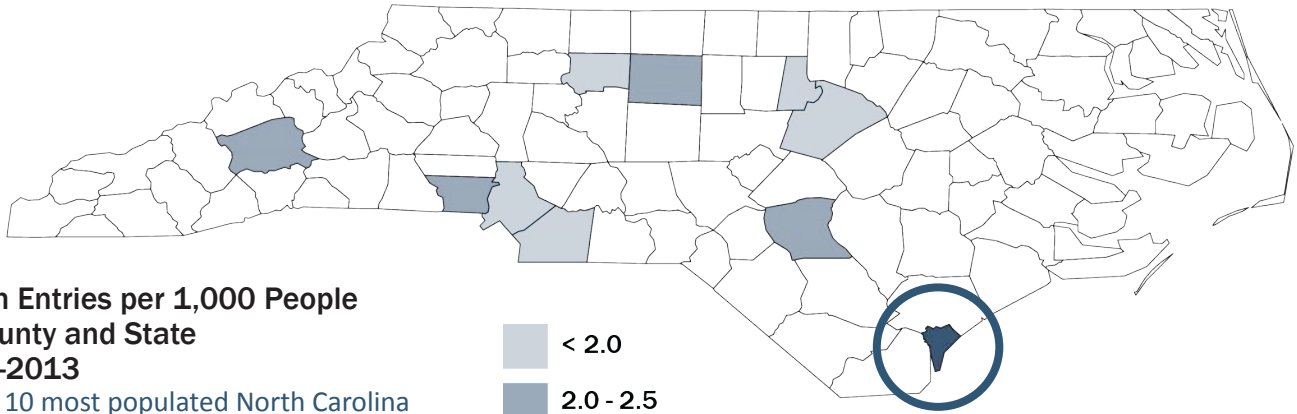 Entries per 1,000 People
and State
-2013
10 most populated North Carolina
< 2.0
2.0 - 2.5